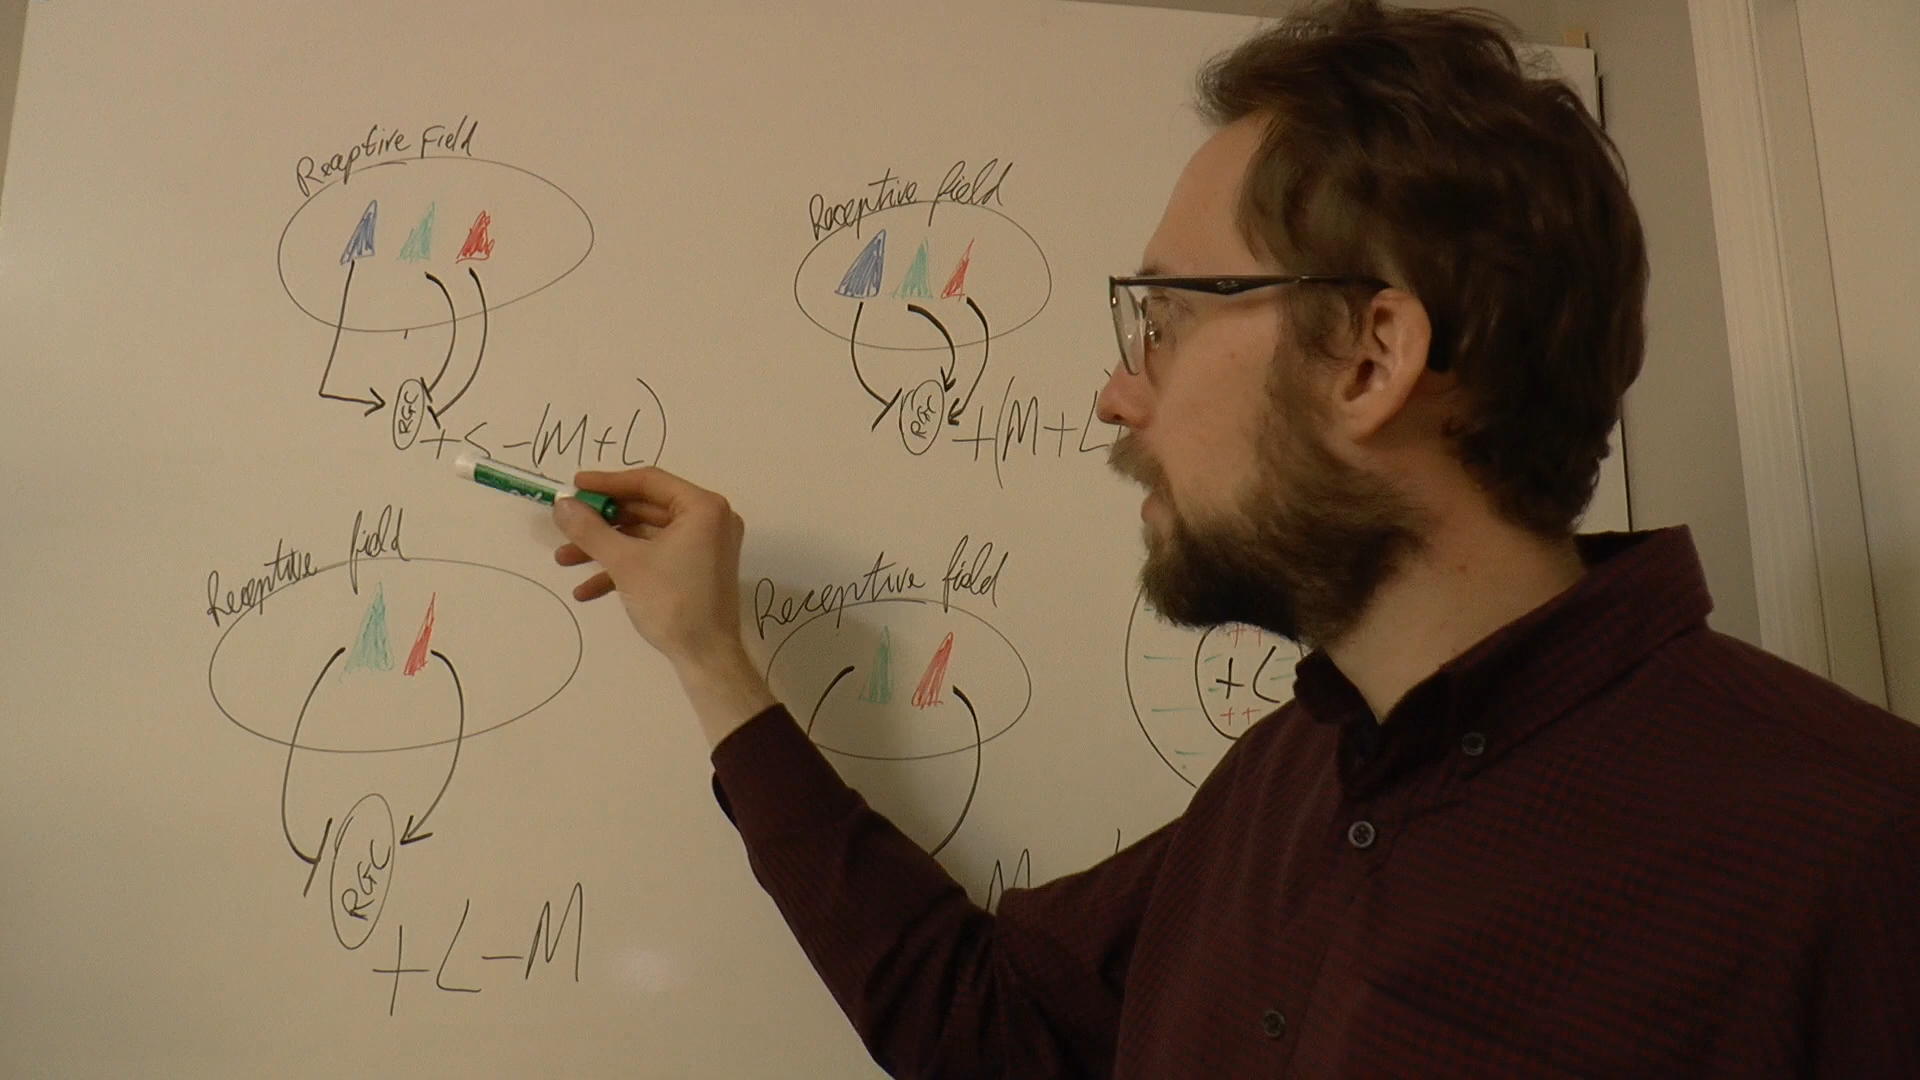 Receptive Field
RGC
+S-(M+L)
Receptive field
RGC
+(M+L)
Receptive field
RGC
+L-M
Receptive field
M
+L